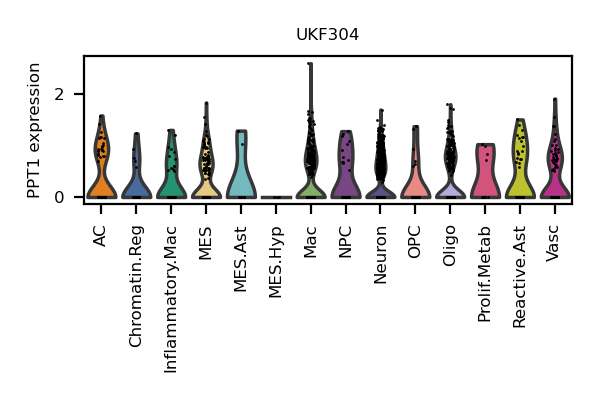 UKF304
PPT1 expression
2
0
AC
Chromatin.Reg
Inflammatory.Mac
MES
MES.Ast
MES.Hyp
Mac
NPC
Neuron
OPC
Oligo
Prolif.Metab
Reactive.Ast
Vasc